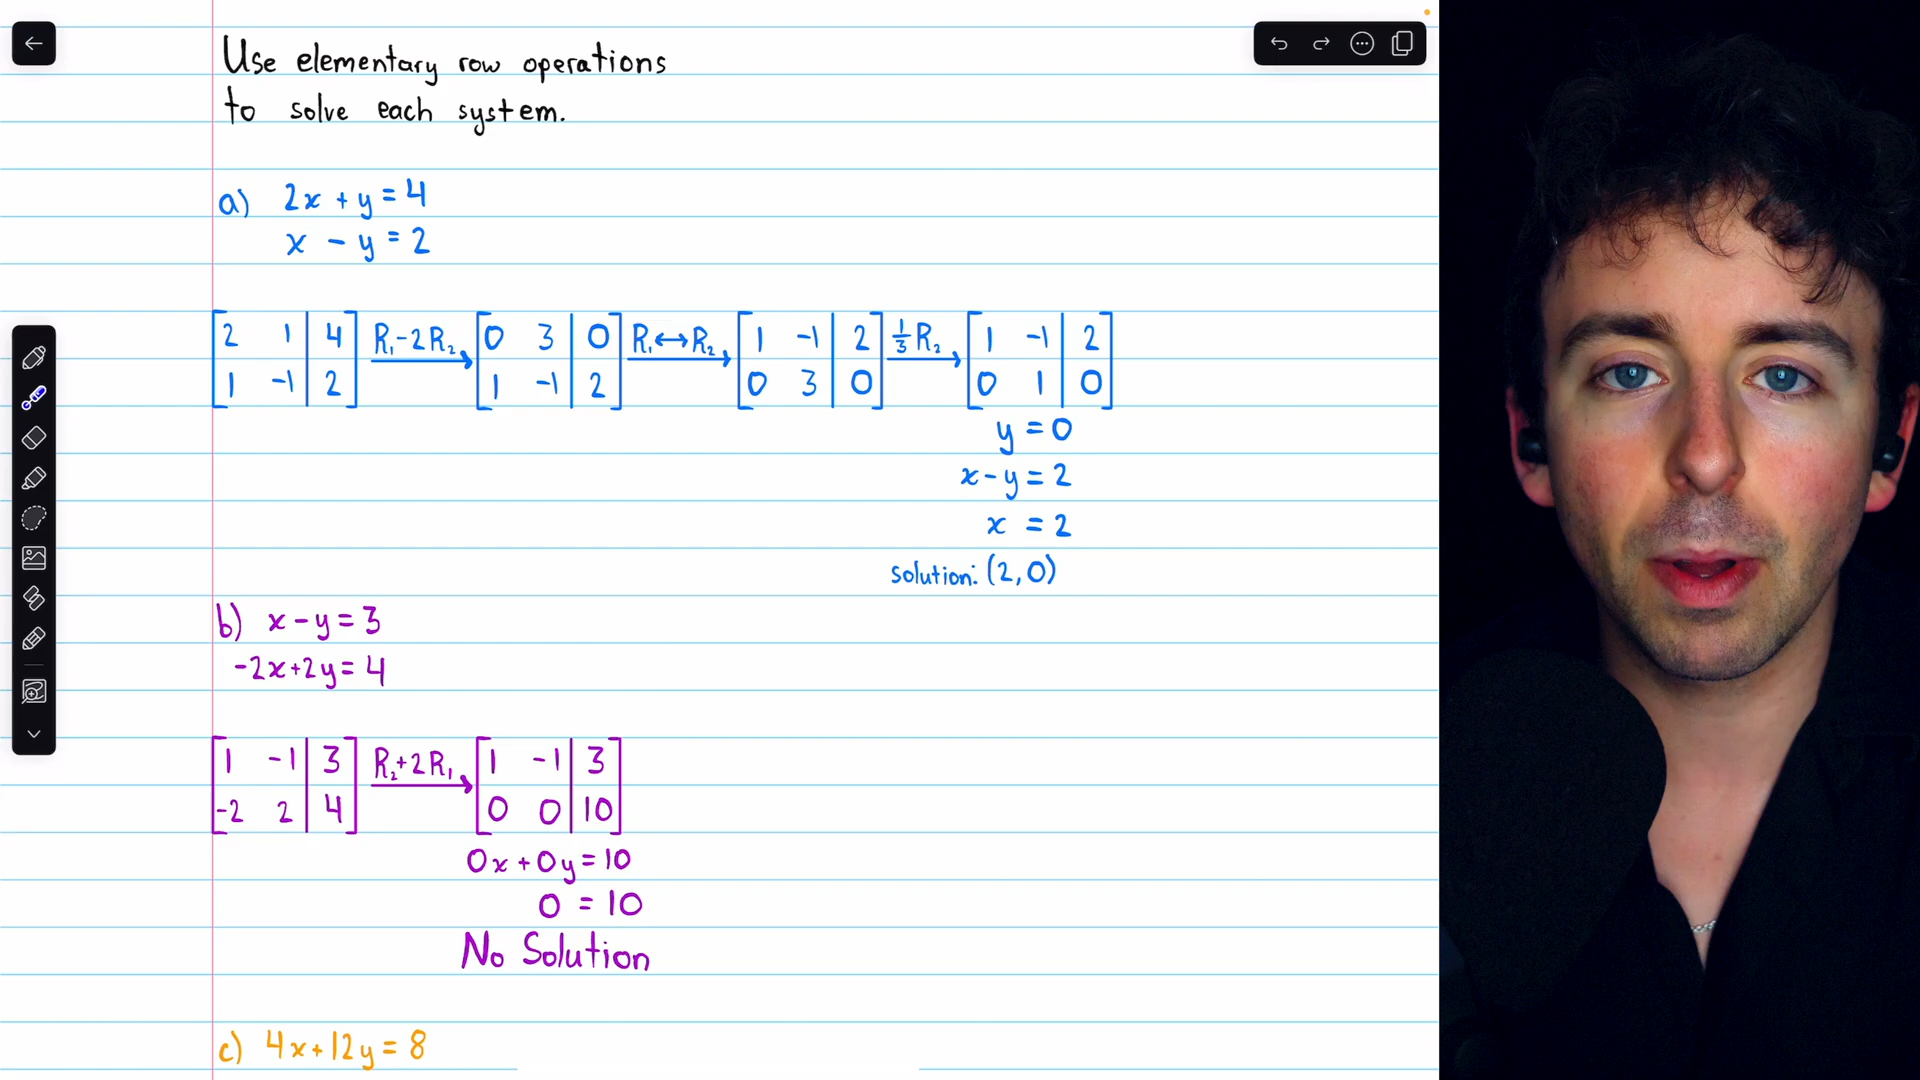 Use elementary row operations
to solve each system.
a) 2x + y = 4
x - y = 2
[2 1 | 4] R₁-2R₂ [0 3 | 0] R₁↔R₂ [1 -1 | 2] 1/3 R₂ [1 -1 | 2]
[1 -1 | 2] → [1 -1 | 2] → [0 3 | 0] → [0 1 | 0]
y = 0
x - y = 2
x = 2
solution: (2,0)
b) x - y = 3
-2x+2y = 4
[1 -1 | 3] R₂+2R₁ [1 -1 | 3]
[-2 2 | 4] → [0 0 | 10]
0x + 0y = 10
0 = 10
No Solution
c) 4x+12y = 8